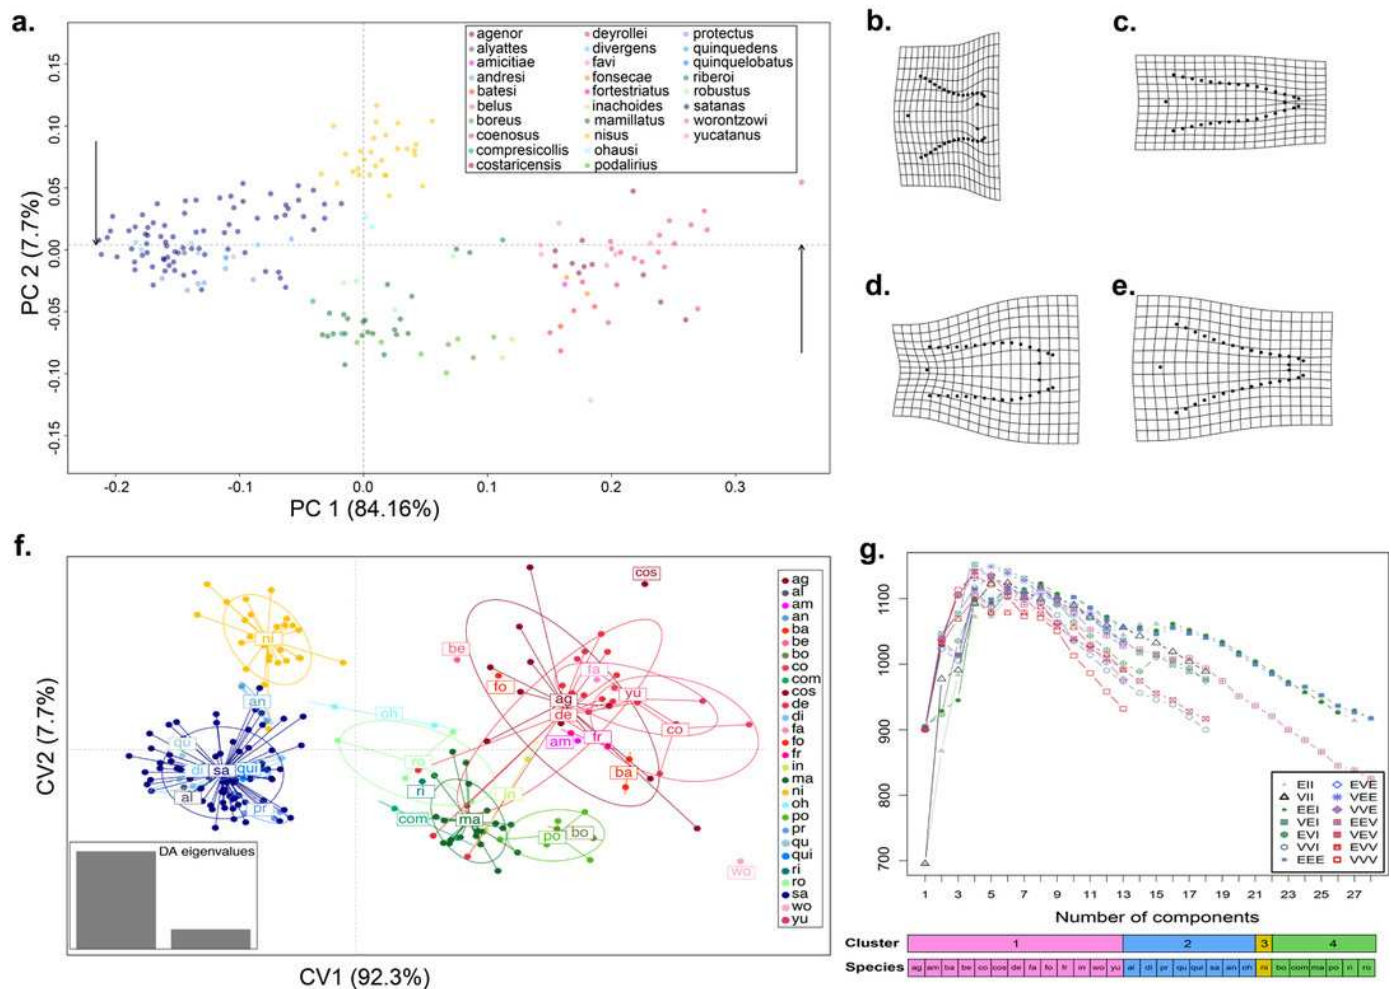 a.
PC 2 (7.7%)
0.15
0.10
0.05
0.00
-0.05
-0.10
-0.15
-0.2
-0.1
0.0
0.1
0.2
0.3
PC 1 (84.16%)
agenor
alyattes
amicitiae
andresi
batesi
belus
boreus
coenosus
compresicollis
costaricensis
deyrollei
divergens
favi
fonsecae
fortestriatus
inachoides
mamillatus
nisus
ohausi
podalirius
protectus
quinquedens
quinquelobatus
riberoi
robustus
satanas
worontzowi
yucatanus
b.
c.
d.
e.
f.
CV2 (7.7%)
CV1 (92.3%)
DA eigenvalues
ni
an
qu
di
sa
qui
al
pr
oh
ro
ri
com
ma
in
po
bo
be
fo
cos
ag
de
fa
yu
am
fr
co
ba
wo
ag
al
am
an
ba
be
bo
co
com
cos
de
di
fa
fo
fr
in
ma
ni
oh
po
pr
qu
qui
ri
ro
sa
wo
yu
g.
1100
1000
900
800
700
1 3 5 7 9 11 13 15 17 19 21 23 25 27
Number of components
EII
VII
EEI
VEI
EVI
VVI
EEE
EVE
VEE
VVE
EEV
VEV
EVV
VVV
Cluster 1 2 3 4
Species ag am ba be co cos de fa fo fr in wo yu al di pr qu qui sa an oh ni bo com ma po ri ro